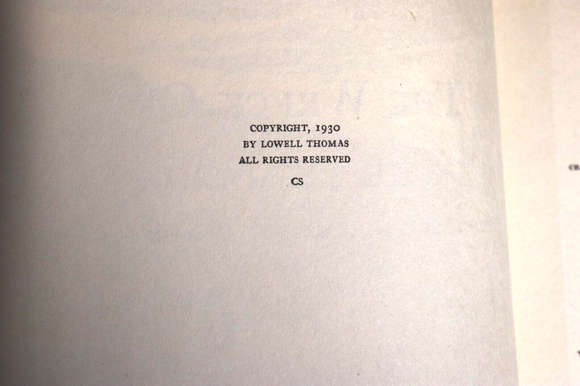 COPYRIGHT, 1930
BY LOWELL THOMAS
ALL RIGHTS RESERVED
CS